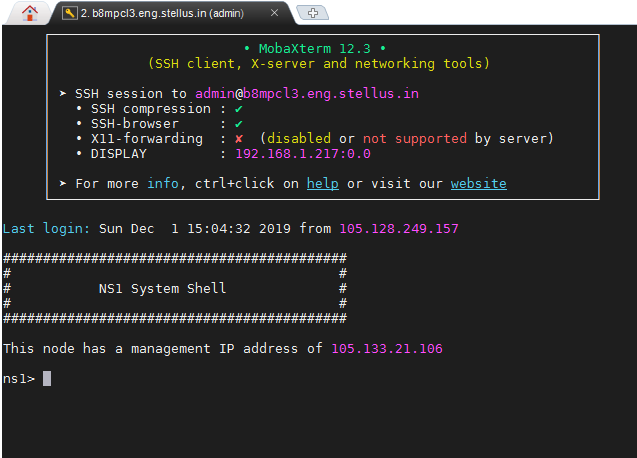 2. b8mpcl3.eng.stellus.in (admin)
• MobaXterm 12.3 •
(SSH client, X-server and networking tools)
➤ SSH session to admin@b8mpcl3.eng.stellus.in
• SSH compression : ✔
• SSH-browser : ✔
• X11-forwarding : ✘ (disabled or not supported by server)
• DISPLAY : 192.168.1.217:0.0
➤ For more info, ctrl+click on help or visit our website
Last login: Sun Dec 1 15:04:32 2019 from 105.128.249.157
###########################################
# #
# NS1 System Shell #
# #
###########################################
This node has a management IP address of 105.133.21.106
ns1>